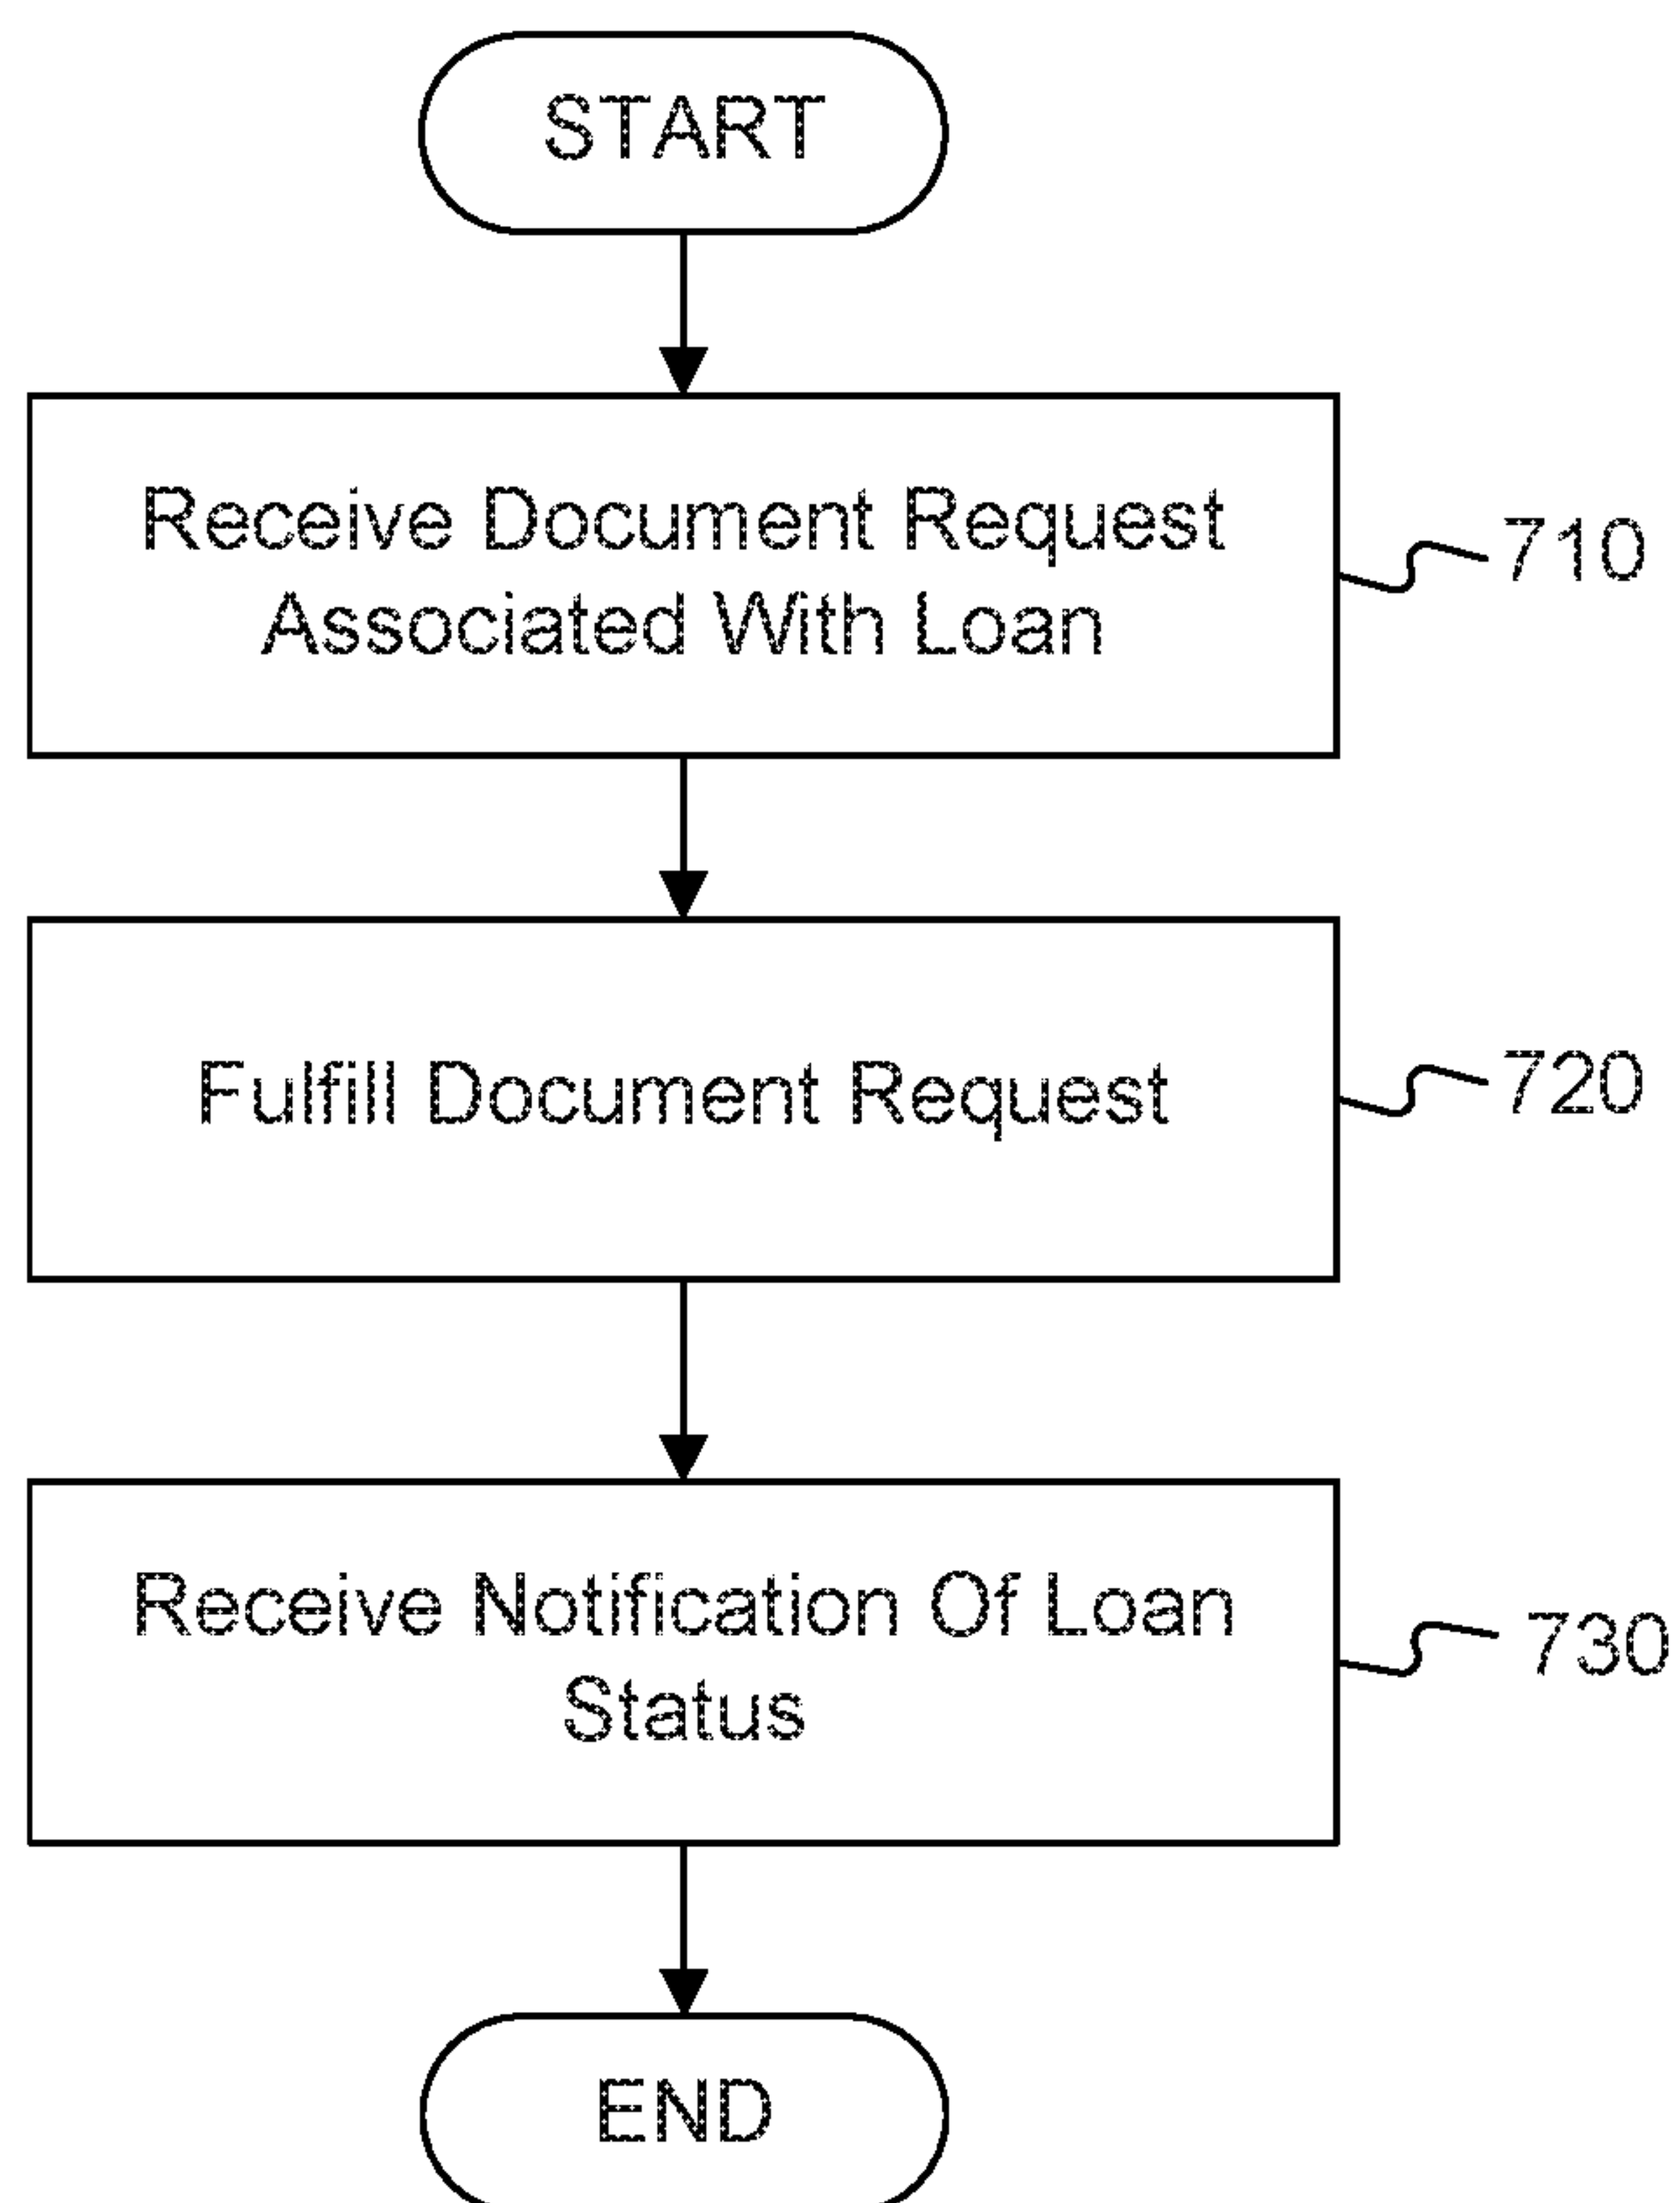 START
Receive Document Request
Associated With Loan
710
Fulfill Document Request
720
Receive Notification Of Loan
Status
730
END